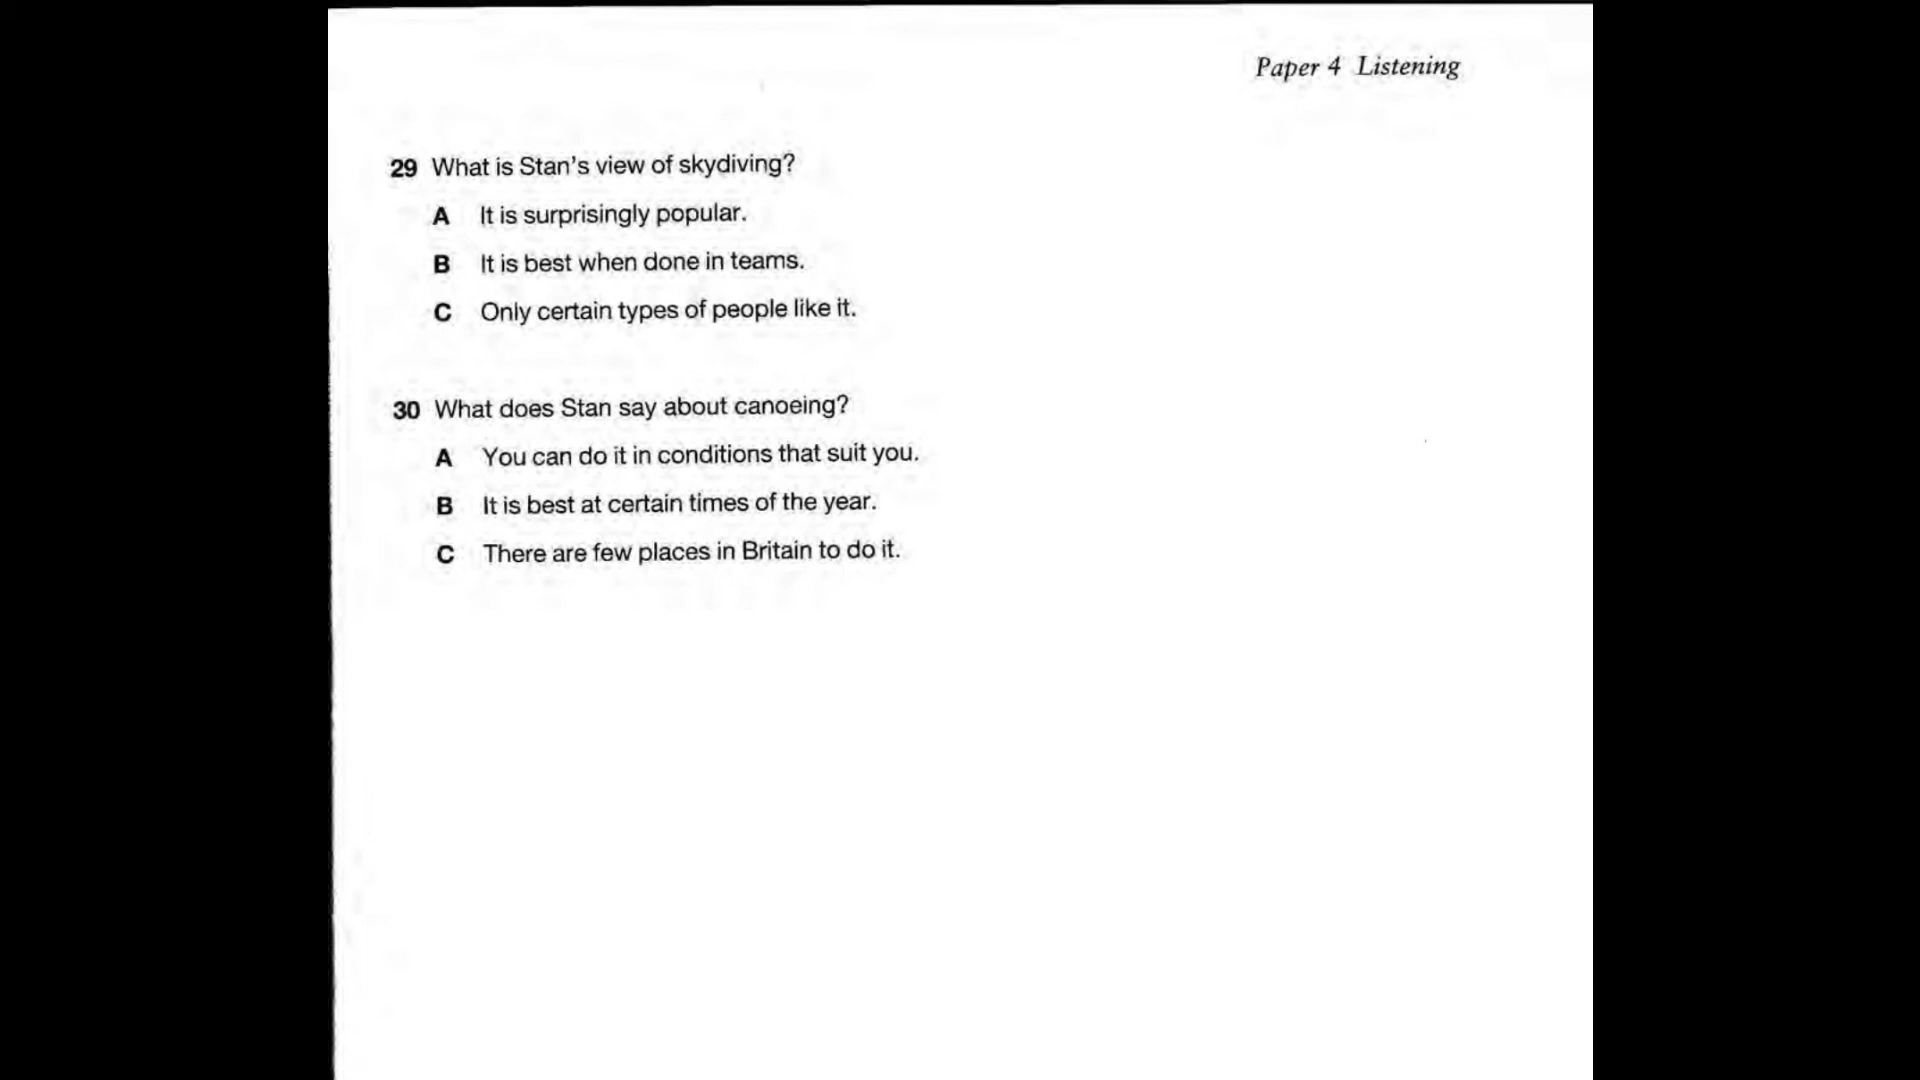 Paper 4 Listening
29 What is Stan's view of skydiving?
A It is surprisingly popular.
B It is best when done in teams.
C Only certain types of people like it.
30 What does Stan say about canoeing?
A You can do it in conditions that suit you.
B It is best at certain times of the year.
C There are few places in Britain to do it.